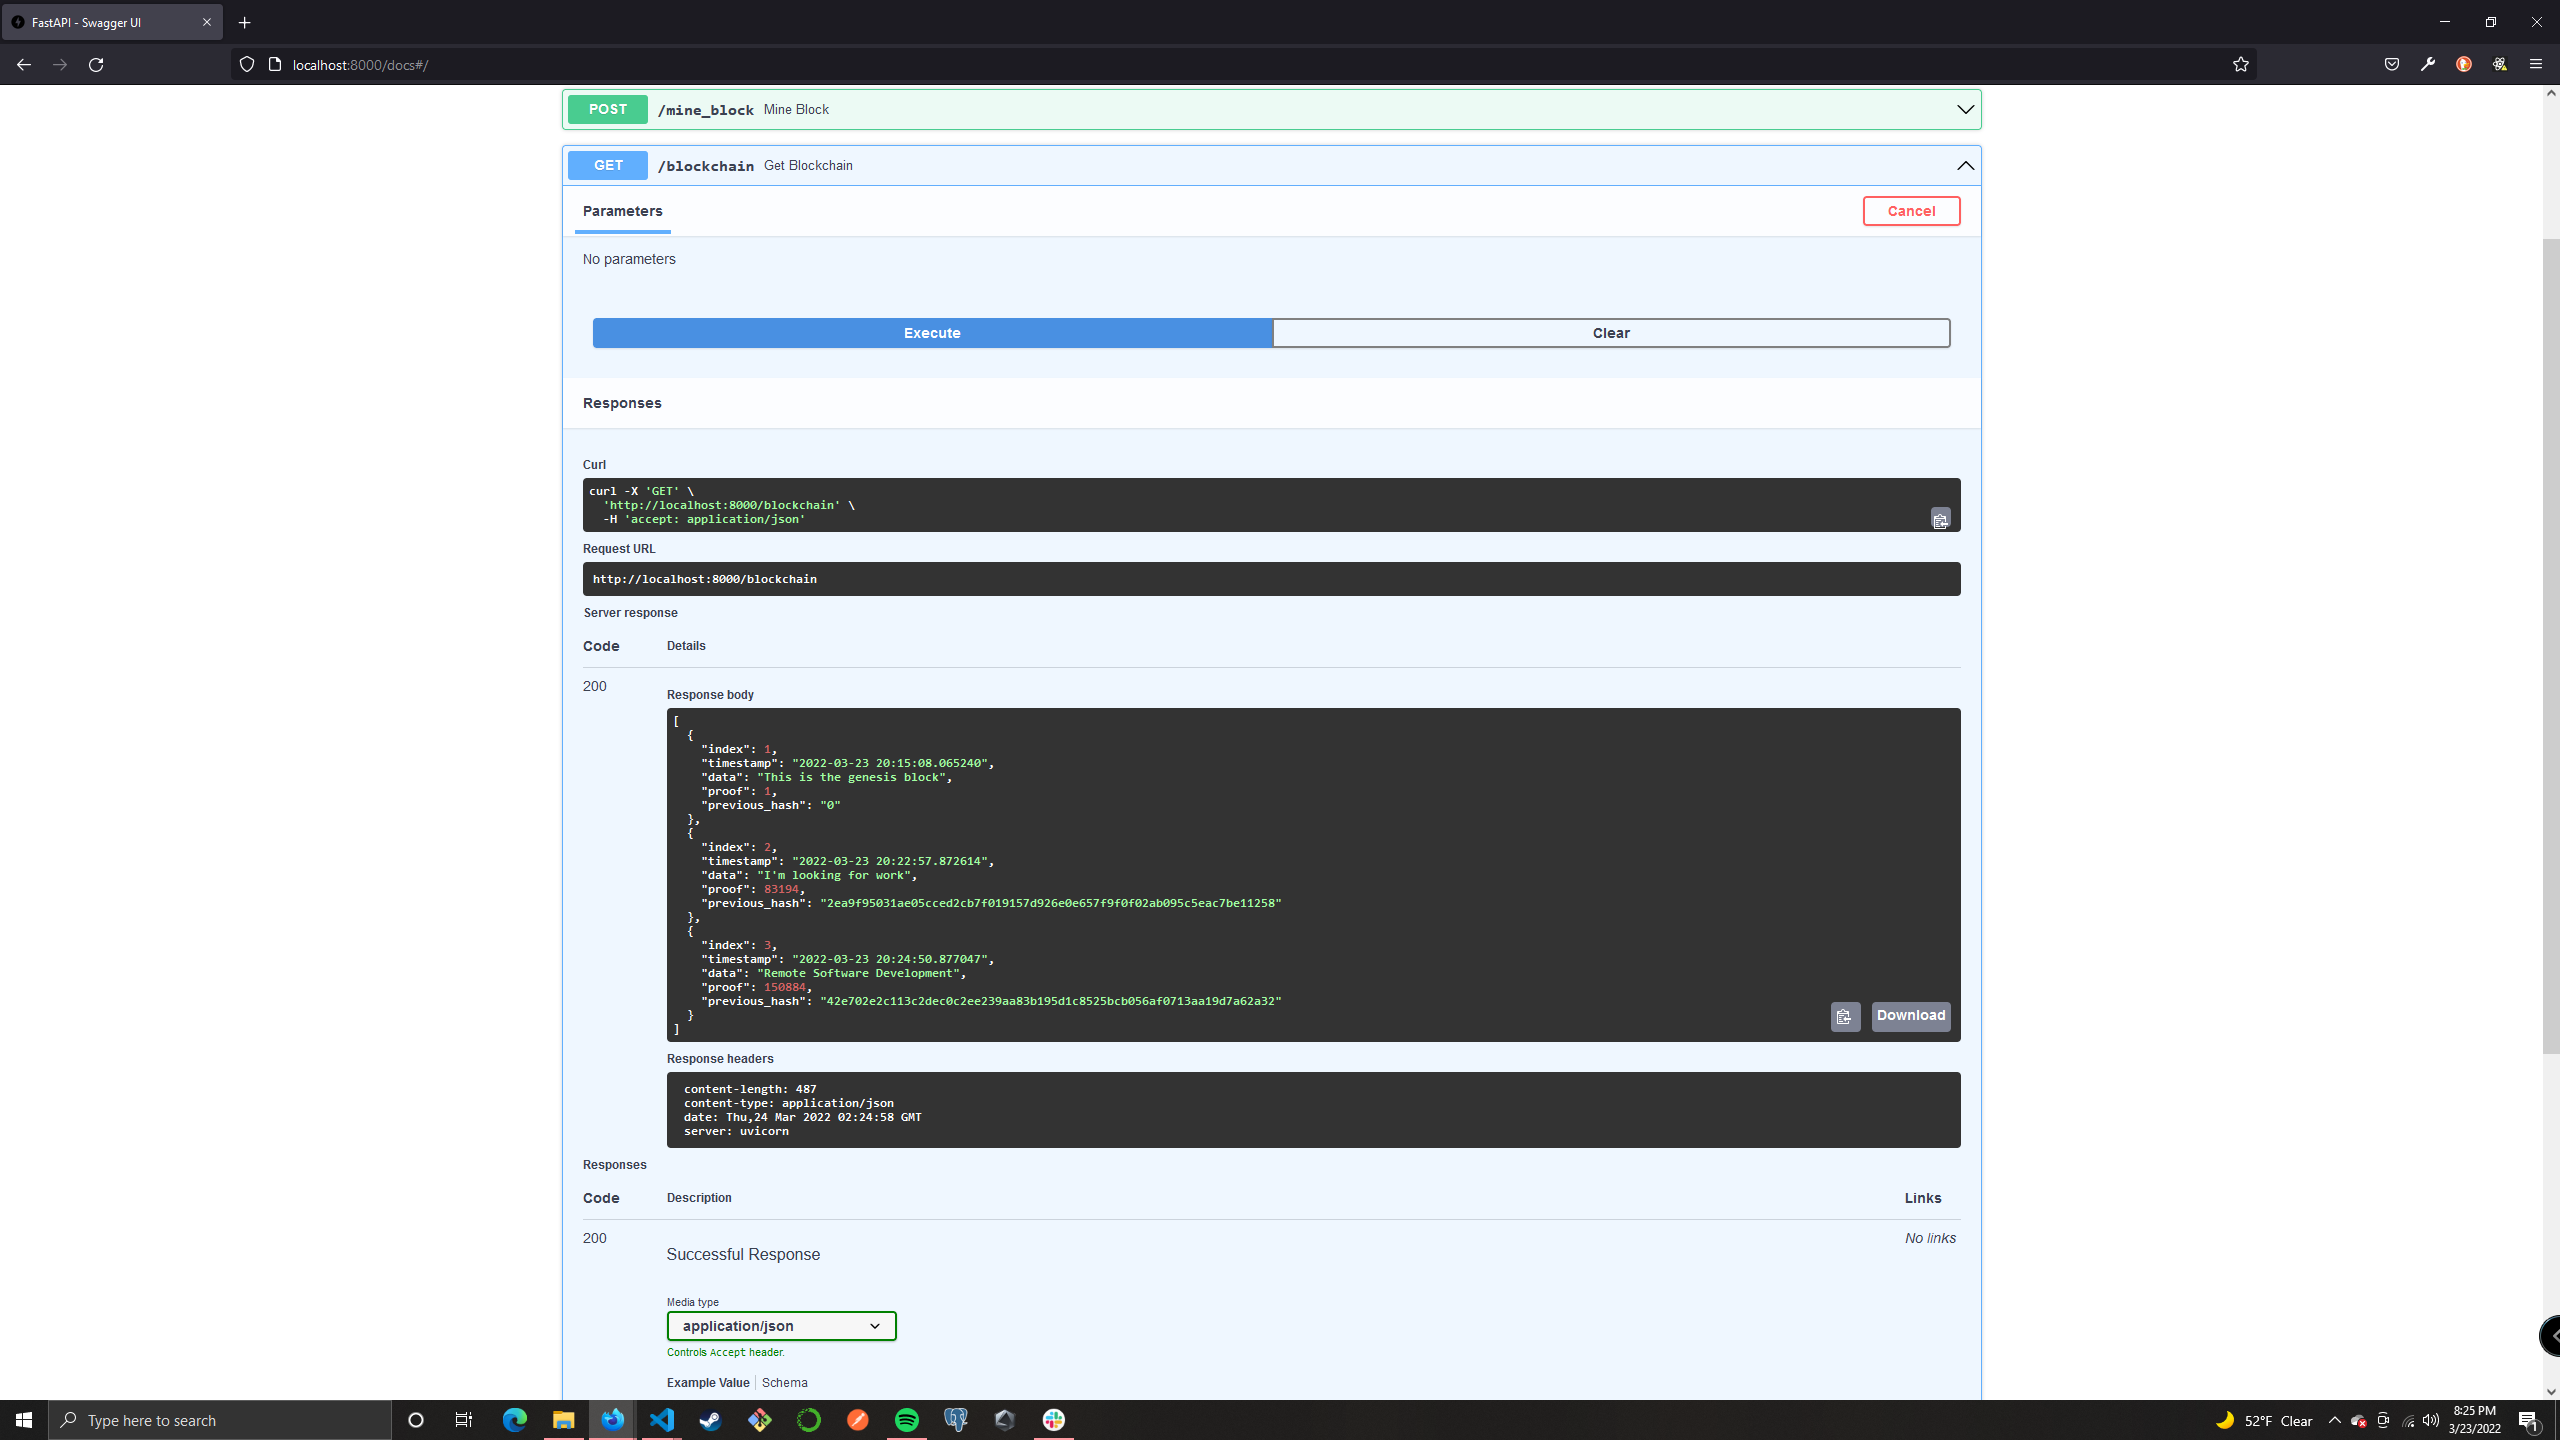 FastAPI - Swagger UI
localhost:8000/docs#/
POST /mine_block Mine Block
GET /blockchain Get Blockchain
Parameters
Cancel
No parameters
Execute
Clear
Responses
Curl
curl -X 'GET' \
  'http://localhost:8000/blockchain' \
  -H 'accept: application/json'
Request URL
http://localhost:8000/blockchain
Server response
Code Details
200
Response body
[
  {
    "index": 1,
    "timestamp": "2022-03-23 20:15:08.065240",
    "data": "This is the genesis block",
    "proof": 1,
    "previous_hash": "0"
  },
  {
    "index": 2,
    "timestamp": "2022-03-23 20:22:57.872614",
    "data": "I'm looking for work",
    "proof": 83194,
    "previous_hash": "2ea9f95031ae05cced2cb7f019157d926e0e657f9f0f02ab095c5eac7be11258"
  },
  {
    "index": 3,
    "timestamp": "2022-03-23 20:24:50.877047",
    "data": "Remote Software Development",
    "proof": 150884,
    "previous_hash": "42e702e2c113c2dec0c2ee239aa83b195d1c8525bcb056af0713aa19d7a62a32"
  }
]
Download
Response headers
content-length: 487
content-type: application/json
date: Thu,24 Mar 2022 02:24:58 GMT
server: uvicorn
Responses
Code Description Links
200
Successful Response
No links
Media type
application/json
Controls Accept header.
Example Value Schema
Type here to search
52°F Clear
8:25 PM
3/23/2022
1